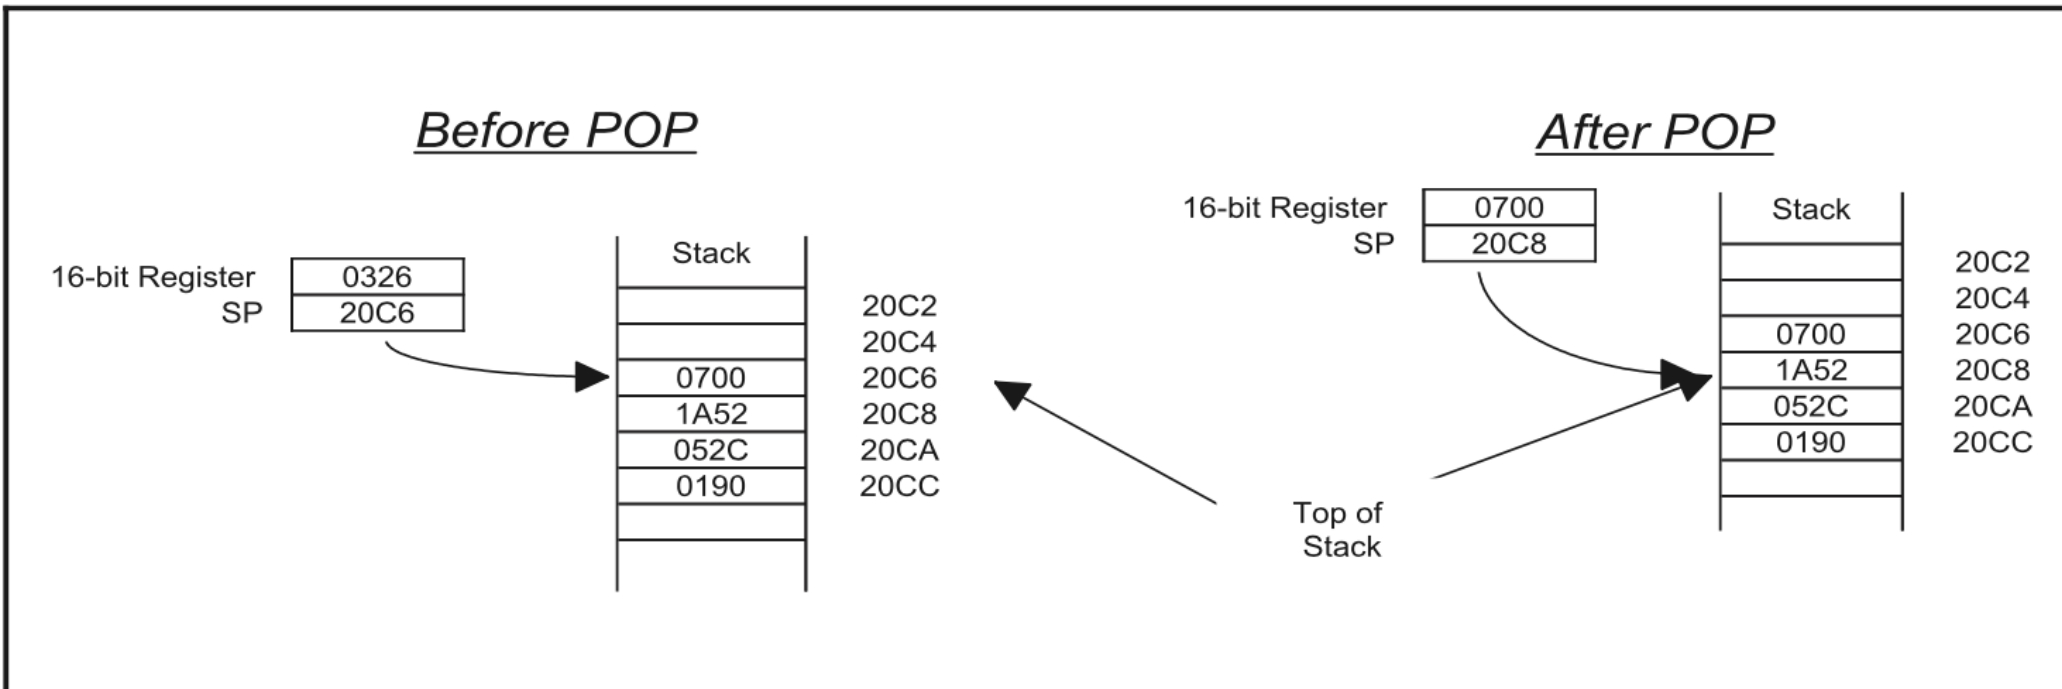 Before POP
16-bit Register 0326
SP 20C6
Stack
20C2
20C4
0700 20C6
1A52 20C8
052C 20CA
0190 20CC
After POP
16-bit Register 0700
SP 20C8
Stack
20C2
20C4
0700 20C6
1A52 20C8
052C 20CA
0190 20CC
Top of
Stack